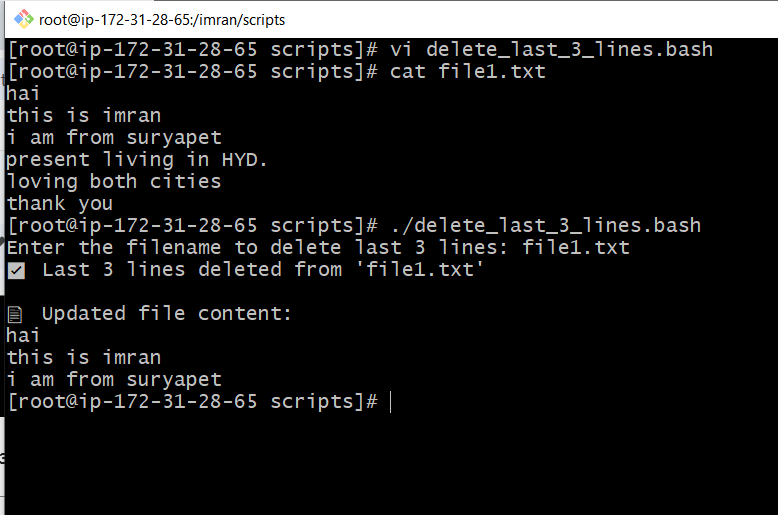 root@ip-172-31-28-65:/imran/scripts
[root@ip-172-31-28-65 scripts]# vi delete_last_3_lines.bash
[root@ip-172-31-28-65 scripts]# cat file1.txt
hai
this is imran
i am from suryapet
present living in HYD.
loving both cities
thank you
[root@ip-172-31-28-65 scripts]# ./delete_last_3_lines.bash
Enter the filename to delete last 3 lines: file1.txt
✅ Last 3 lines deleted from 'file1.txt'
📄 Updated file content:
hai
this is imran
i am from suryapet
[root@ip-172-31-28-65 scripts]#